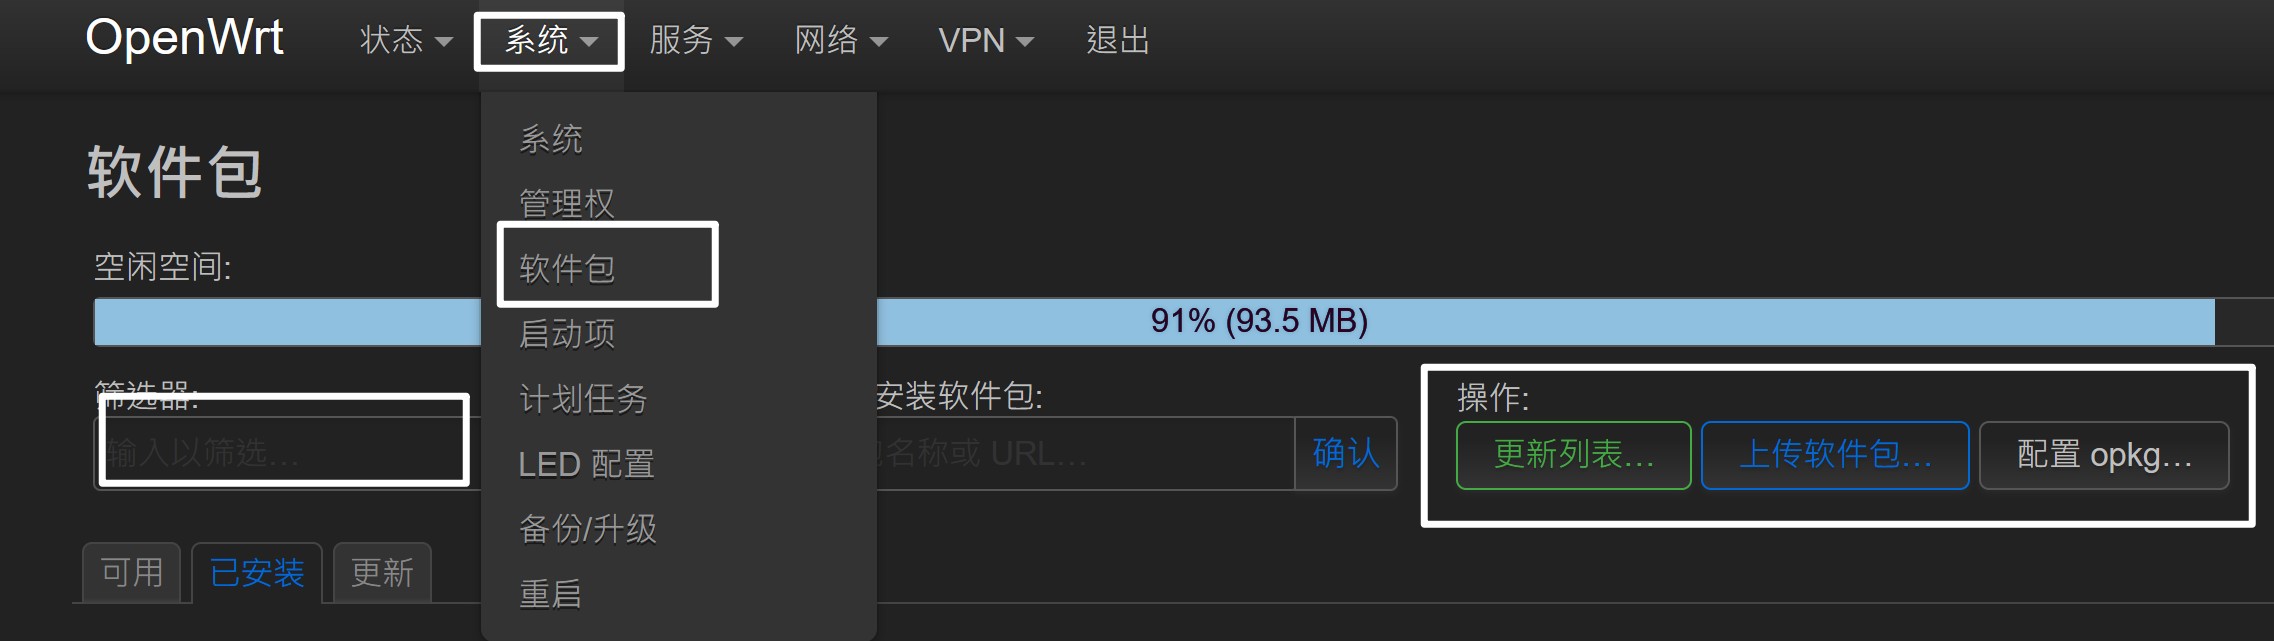 OpenWrt 状态 系统 服务 网络 VPN 退出
系统
管理权
软件包
启动项
计划任务
LED 配置
备份/升级
重启
软件包
空闲空间:
91% (93.5 MB)
筛选器:
输入以筛选…
安装软件包:
包名称或 URL…
确认
操作:
更新列表… 上传软件包… 配置 opkg…
可用 已安装 更新